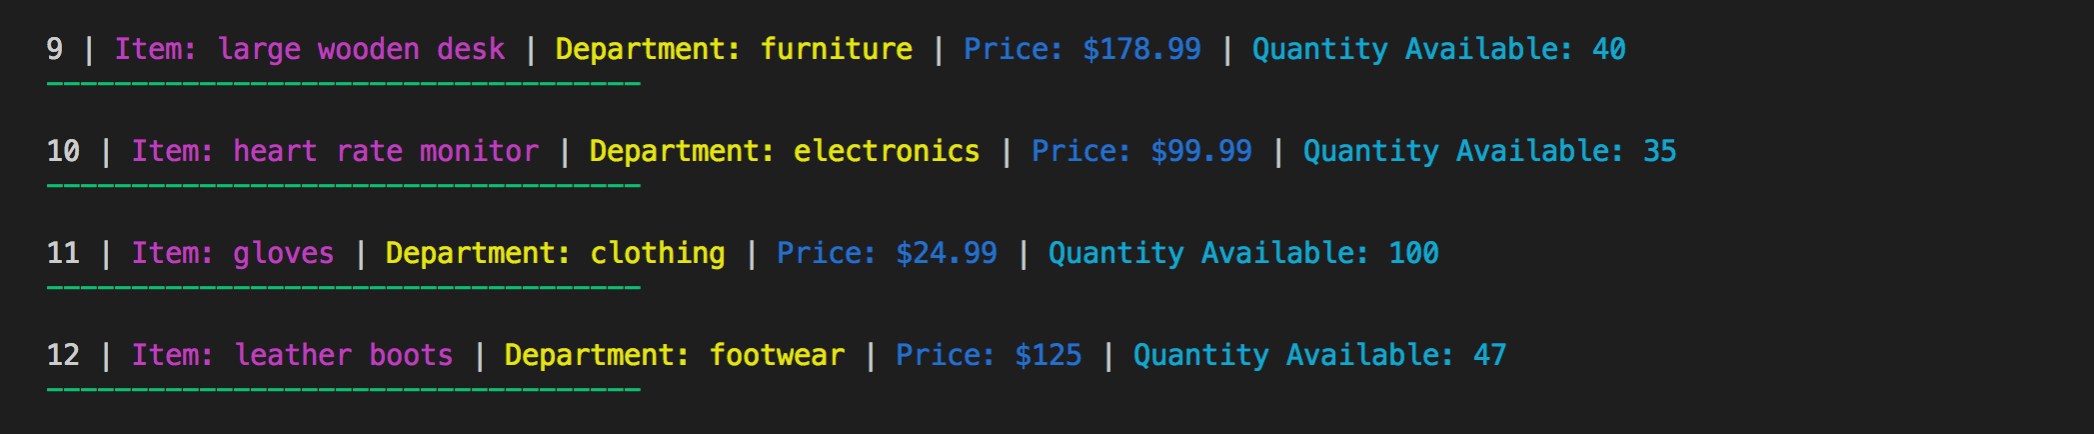 9 | Item: large wooden desk | Department: furniture | Price: $178.99 | Quantity Available: 40
-----------------------------------
10 | Item: heart rate monitor | Department: electronics | Price: $99.99 | Quantity Available: 35
-----------------------------------
11 | Item: gloves | Department: clothing | Price: $24.99 | Quantity Available: 100
-----------------------------------
12 | Item: leather boots | Department: footwear | Price: $125 | Quantity Available: 47
-----------------------------------